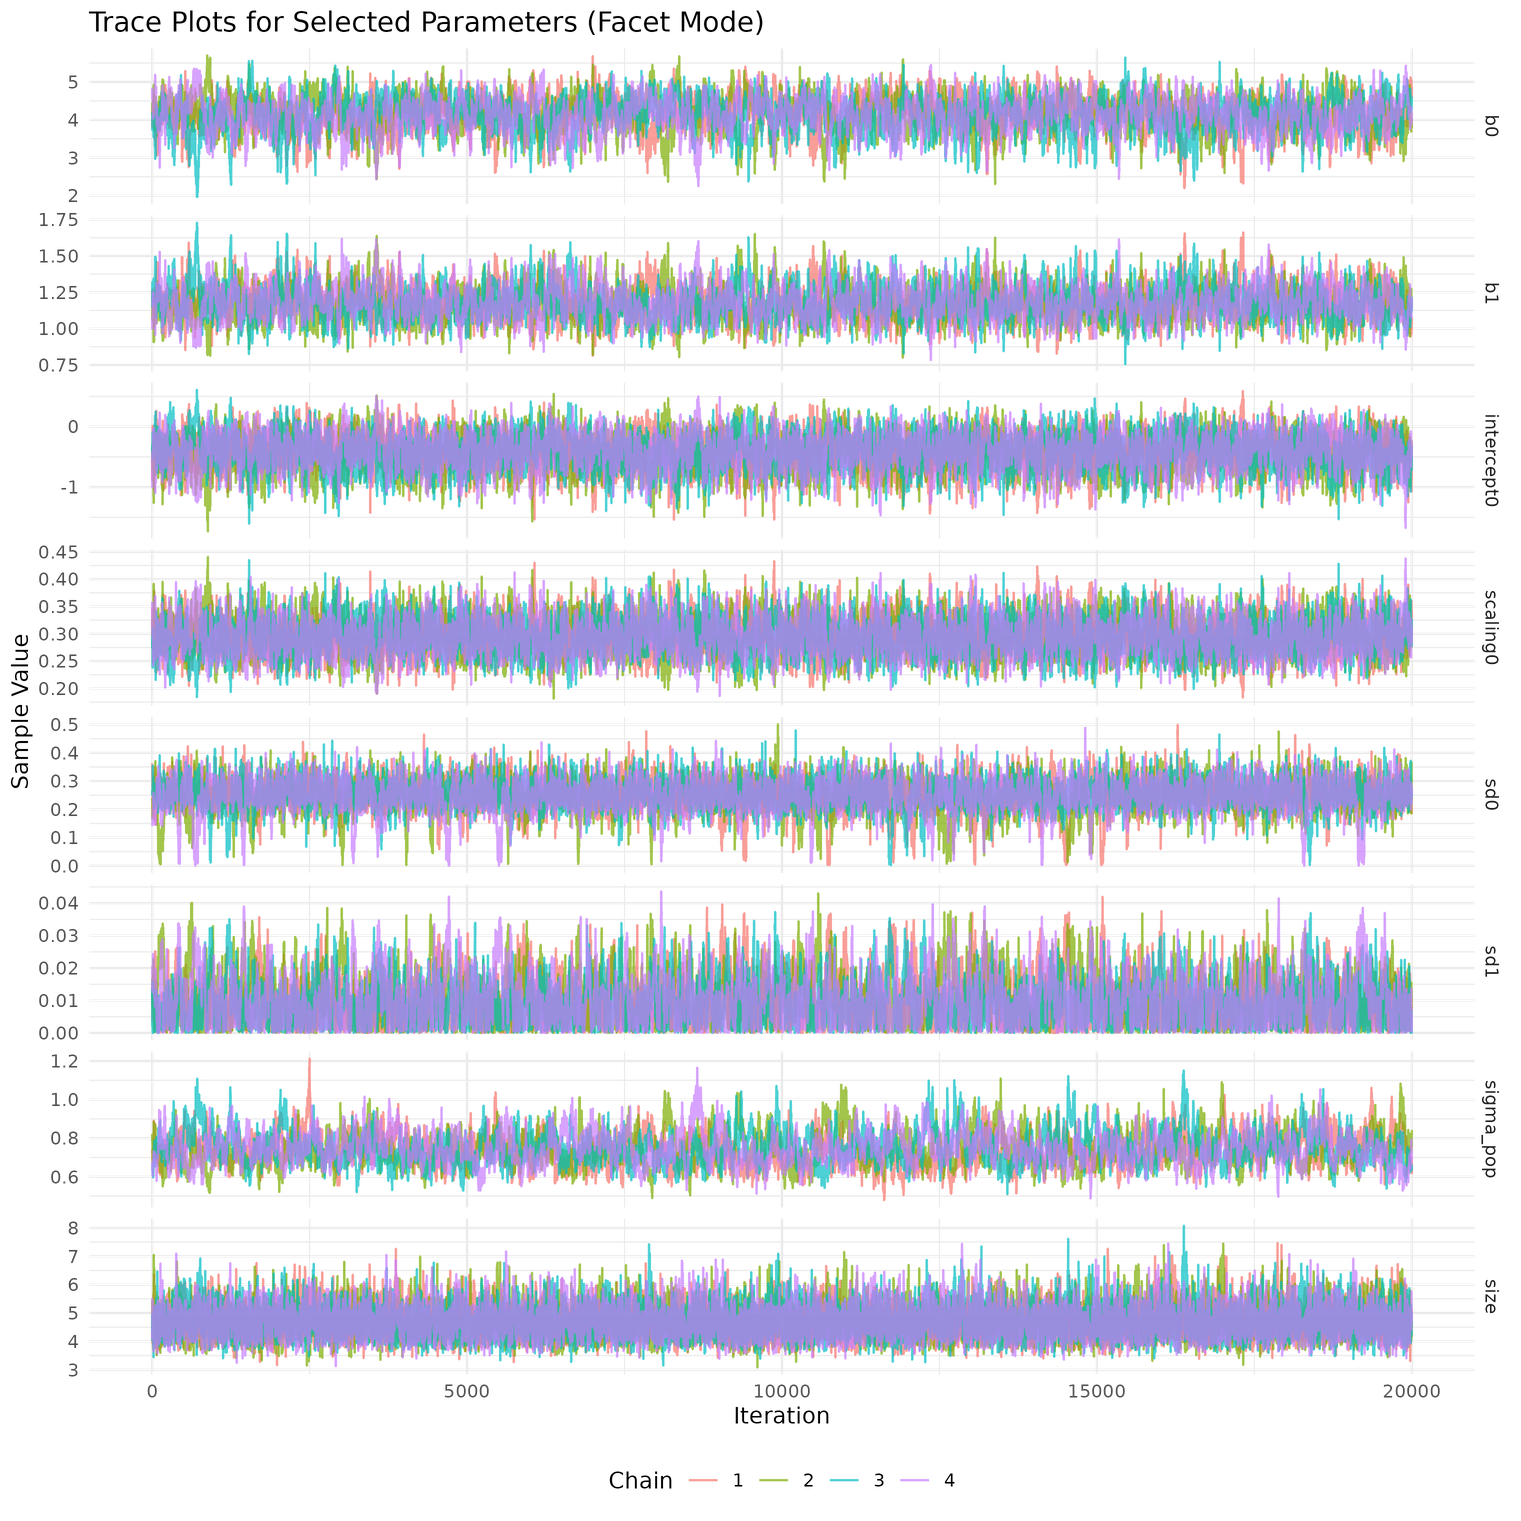 Trace Plots for Selected Parameters (Facet Mode)
5
4
3
2
b0
1.75
1.50
1.25
1.00
0.75
b1
0
-1
intercept0
0.45
0.40
0.35
0.30
0.25
0.20
scaling0
Sample Value
0.5
0.4
0.3
0.2
0.1
0.0
sd0
0.04
0.03
0.02
0.01
0.00
sd1
1.2
1.0
0.8
0.6
sigma_pop
8
7
6
5
4
3
size
0 5000 10000 15000 20000
Iteration
Chain 1 2 3 4